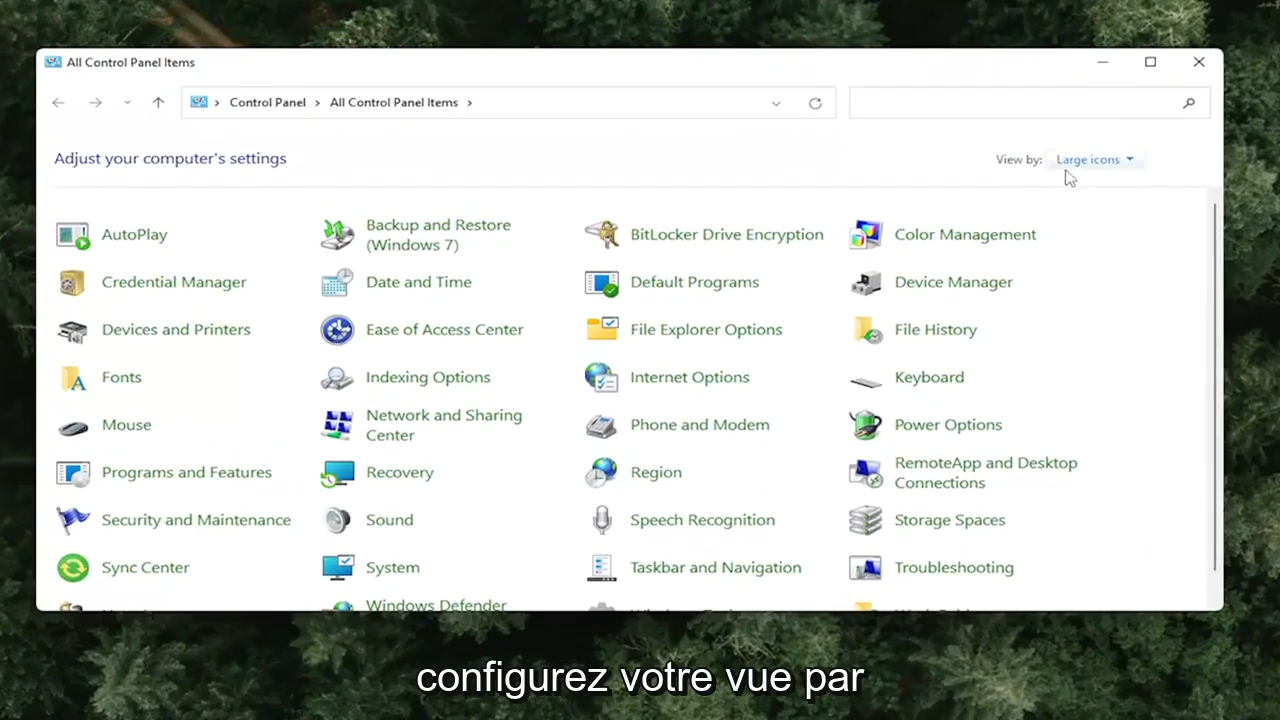 All Control Panel Items
Control Panel > All Control Panel Items >
Adjust your computer's settings
View by: Large icons
AutoPlay
Backup and Restore
(Windows 7)
BitLocker Drive Encryption
Color Management
Credential Manager
Date and Time
Default Programs
Device Manager
Devices and Printers
Ease of Access Center
File Explorer Options
File History
Fonts
Indexing Options
Internet Options
Keyboard
Mouse
Network and Sharing
Center
Phone and Modem
Power Options
Programs and Features
Recovery
Region
RemoteApp and Desktop
Connections
Security and Maintenance
Sound
Speech Recognition
Storage Spaces
Sync Center
System
Taskbar and Navigation
Troubleshooting
Windows Defender
configurez votre vue par